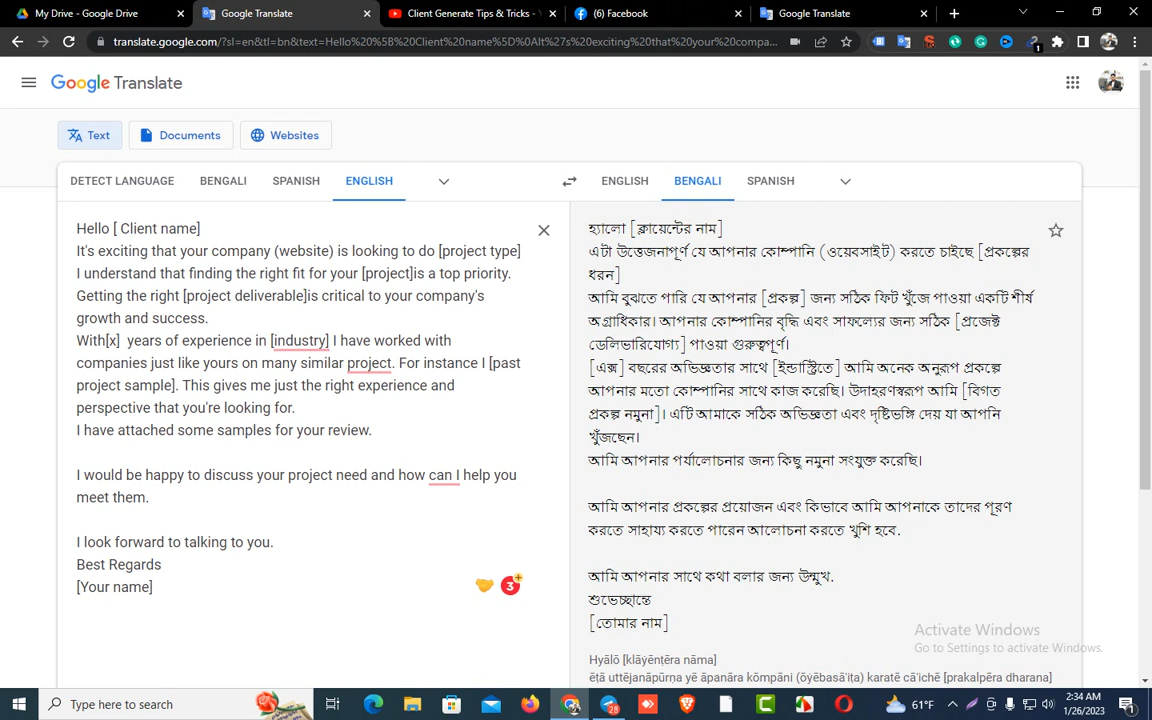 My Drive - Google Drive
Google Translate
Client Generate Tips & Tricks -
(6) Facebook
Google Translate
translate.google.com/?sl=en&tl=bn&text=Hello%20%5B%20Client%20name%5D%0AIt%27s%20exciting%20that%20your%20compa...
Google Translate
Text
Documents
Websites
DETECT LANGUAGE
BENGALI
SPANISH
ENGLISH
ENGLISH
BENGALI
SPANISH
Hello [ Client name]
It's exciting that your company (website) is looking to do [project type]
I understand that finding the right fit for your [project]is a top priority.
Getting the right [project deliverable]is critical to your company's
growth and success.
With[x]  years of experience in [industry] I have worked with
companies just like yours on many similar project. For instance I [past
project sample]. This gives me just the right experience and
perspective that you're looking for.
I have attached some samples for your review.
I would be happy to discuss your project need and how can I help you
meet them.
I look forward to talking to you.
Best Regards
[Your name]
3
হ্যালো [ক্লায়েন্টের নাম]
এটা উত্তেজনাপূর্ণ যে আপনার কোম্পানি (ওয়েবসাইট) করতে চাইছে [প্রকল্পের
ধরন]
আমি বুঝতে পারি যে আপনার [প্রকল্প] জন্য সঠিক ফিট খুঁজে পাওয়া একটি শীর্ষ
অগ্রাধিকার। আপনার কোম্পানির বৃদ্ধি এবং সাফল্যের জন্য সঠিক [প্রজেক্ট
ডেলিভারিযোগ্য] পাওয়া গুরুত্বপূর্ণ।
[এক্স] বছরের অভিজ্ঞতার সাথে [ইন্ডাস্ট্রিতে] আমি অনেক অনুরূপ প্রকল্পে
আপনার মতো কোম্পানির সাথে কাজ করেছি। উদাহরণস্বরূপ আমি [বিগত
প্রকল্প নমুনা]। এটি আমাকে সঠিক অভিজ্ঞতা এবং দৃষ্টিভঙ্গি দেয় যা আপনি
খুঁজছেন।
আমি আপনার পর্যালোচনার জন্য কিছু নমুনা সংযুক্ত করেছি।
আমি আপনার প্রকল্পের প্রয়োজন এবং কিভাবে আমি আপনাকে তাদের পূরণ
করতে সাহায্য করতে পারেন আলোচনা করতে খুশি হবে.
আমি আপনার সাথে কথা বলার জন্য উন্মুখ.
শুভেচ্ছান্তে
[তোমার নাম]
Hyālō [klāẏēnṭēra nāma]
ēṭā uttējanāpūrṇa yē āpanāra kōmpāni (ōẏēbasā'iṭa) karatē cā'ichē [prakalpēra dharana]
Activate Windows
Go to Settings to activate Windows.
Type here to search
28
61°F
2:34 AM
1/26/2023
1